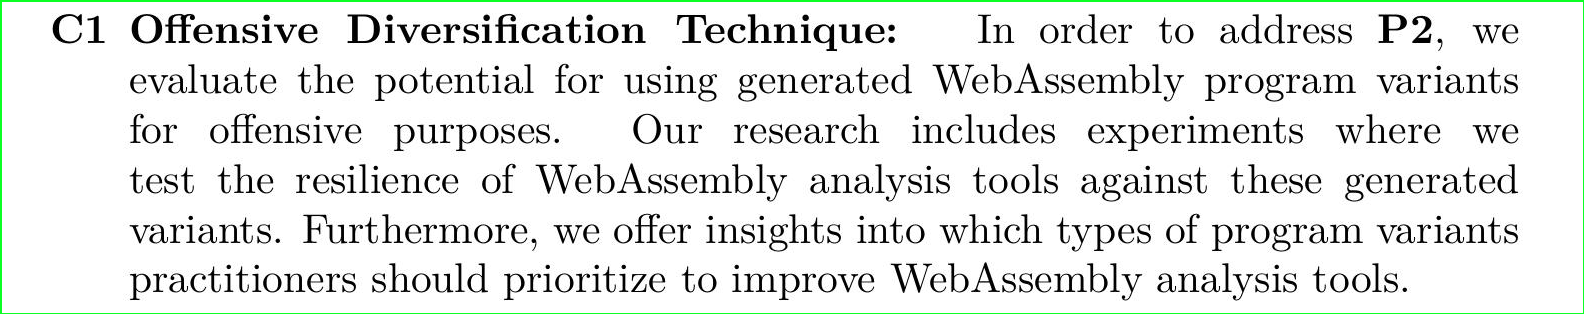 C1 Offensive Diversification Technique: In order to address P2, we
evaluate the potential for using generated WebAssembly program variants
for offensive purposes. Our research includes experiments where we
test the resilience of WebAssembly analysis tools against these generated
variants. Furthermore, we offer insights into which types of program variants
practitioners should prioritize to improve WebAssembly analysis tools.